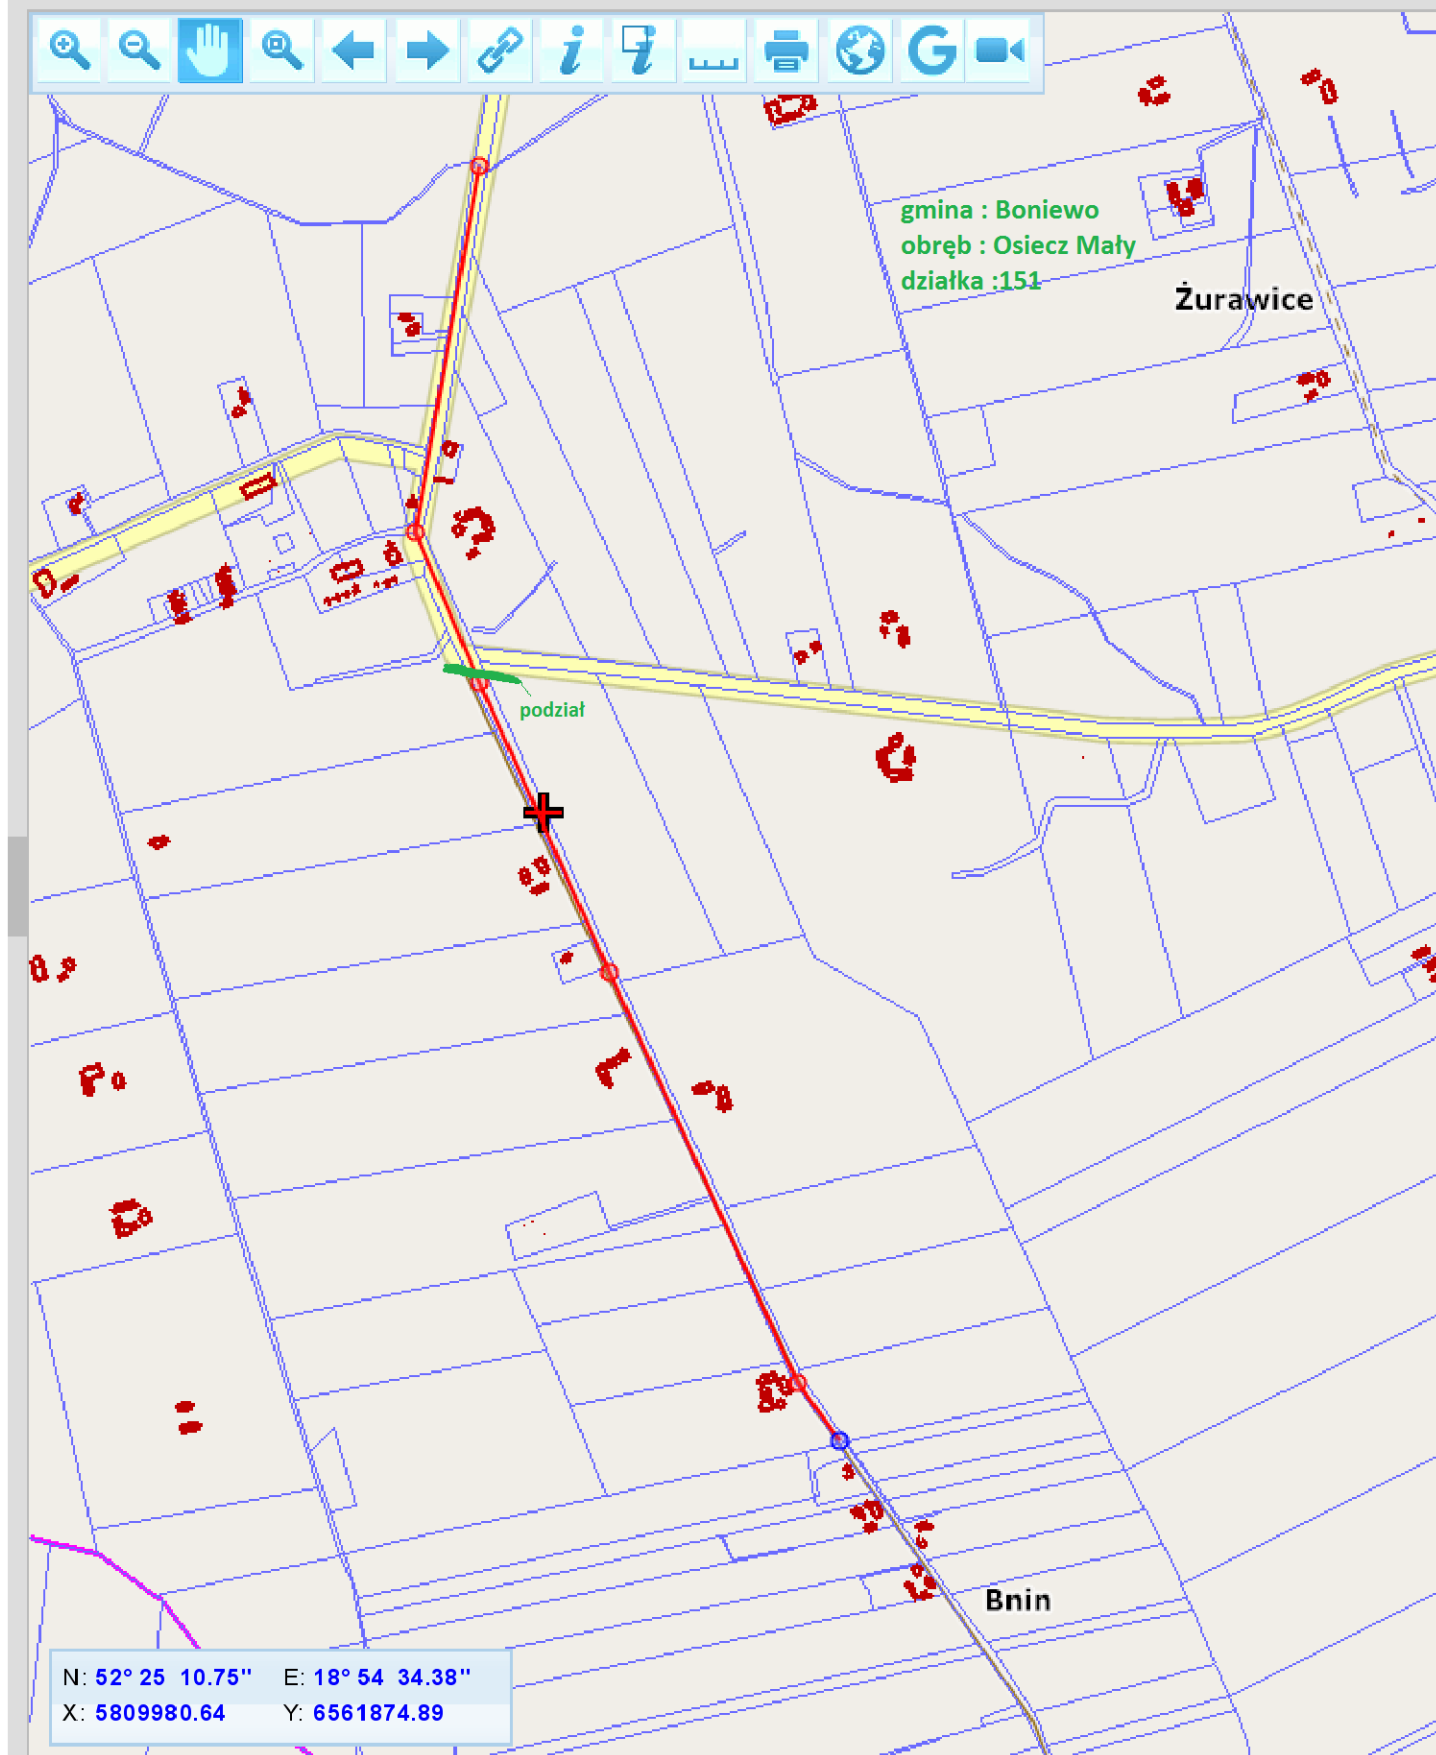 gmina : Boniewo
obręb : Osiecz Mały
działka :151
Żurawice
podział
Bnin
N: 52° 25 10.75" E: 18° 54 34.38"
X: 5809980.64 Y: 6561874.89